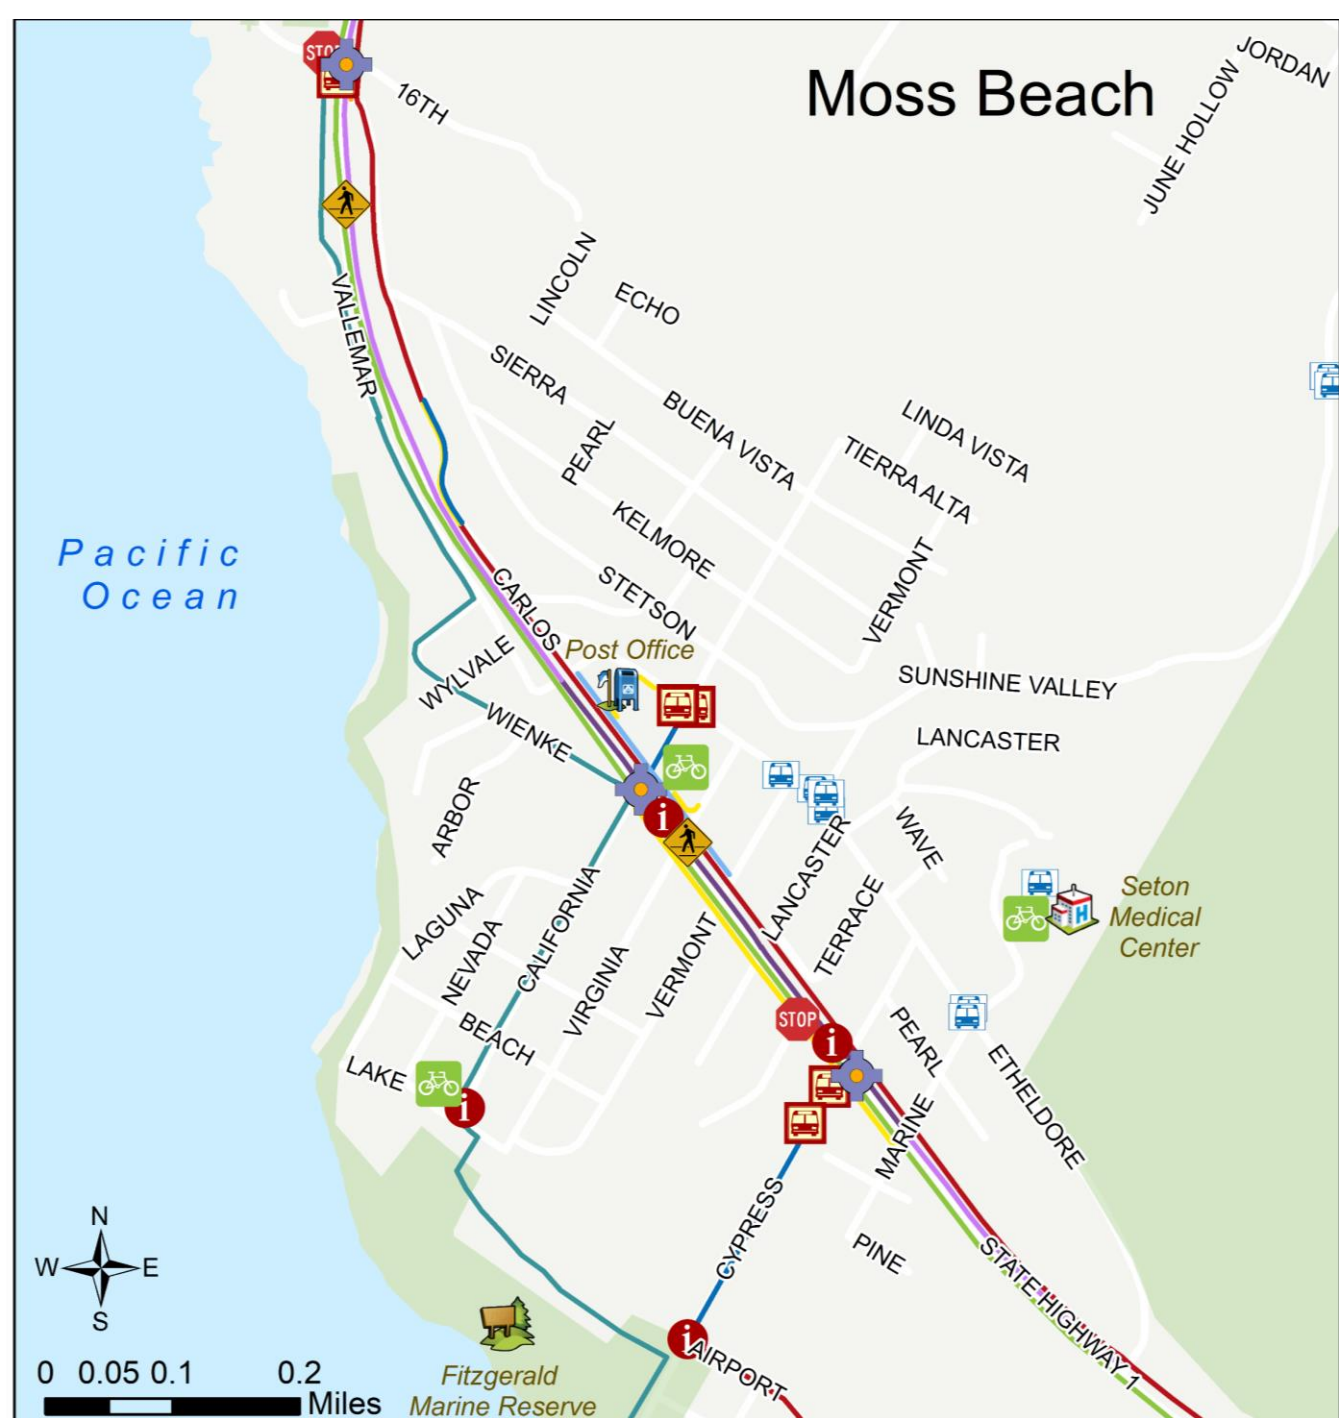 Moss Beach
JORDAN
JUNE HOLLOW
STOP
16TH
LINCOLN
ECHO
VALLEMAR
SIERRA
BUENA VISTA
LINDA VISTA
PEARL
TIERRA ALTA
KELMORE
Pacific
Ocean
CARLOS
STETSON
VERMONT
Post Office
WYLVALE
SUNSHINE VALLEY
WIENKE
LANCASTER
ARBOR
i
WAVE
LANCASTER
CALIFORNIA
LAGUNA
NEVADA
TERRACE
H
Seton
Medical
Center
VIRGINIA
VERMONT
BEACH
STOP
i
PEARL
LAKE
i
ETHELDORE
MARINE
CYPRESS
PINE
STATE HIGHWAY 1
N
W E
S
i
AIRPORT
0 0.05 0.1 0.2
Miles
Fitzgerald
Marine Reserve